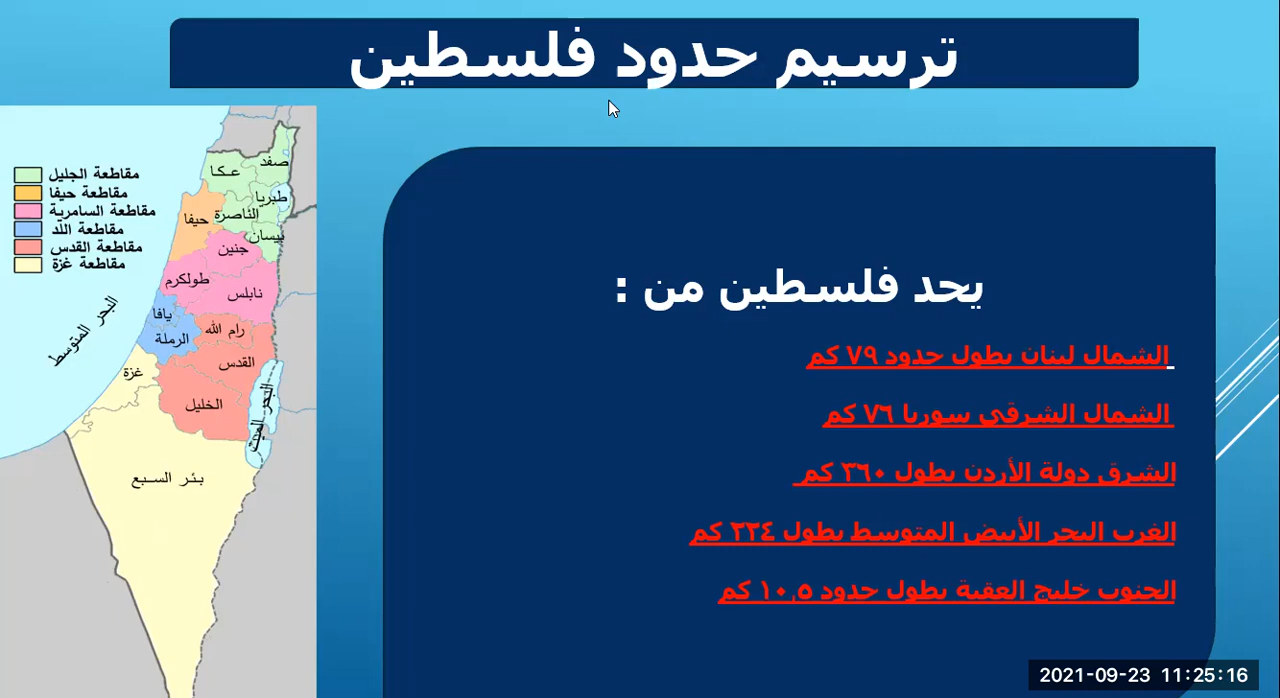 ترسيم حدود فلسطين
يحد فلسطين من :
الشمال لبنان بطول حدود ٧٩ كم
الشمال الشرقي سوريا ٧٦ كم
الشرق دولة الأردن بطول ٣٦٠ كم
الغرب البحر الأبيض المتوسط بطول ٢٣٤ كم
الجنوب خليج العقبة بطول حدود ١٠,٥ كم
مقاطعة الجليل
مقاطعة حيفا
مقاطعة السامرية
مقاطعة اللد
مقاطعة القدس
مقاطعة غزة
البحر المتوسط
صفد
عكا
طبريا
الناصرة
حيفا
بيسان
جنين
طولكرم
نابلس
يافا
رام الله
الرملة
القدس
غزة
الخليل
البحر الميت
بئر السبع
2021-09-23 11:25:16